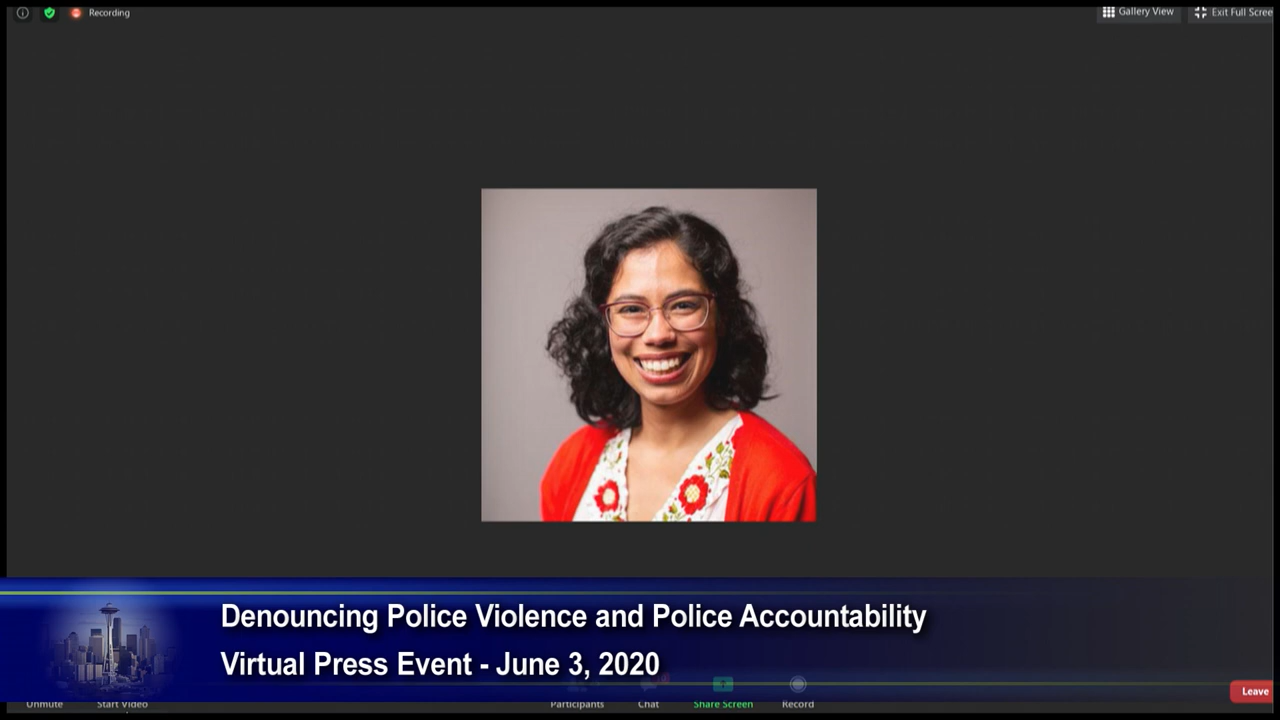 Recording
Gallery View
Exit Full Scree
Denouncing Police Violence and Police Accountability
Virtual Press Event - June 3, 2020
Unmute
Start Video
Participants
Chat
Share Screen
Record
Leave